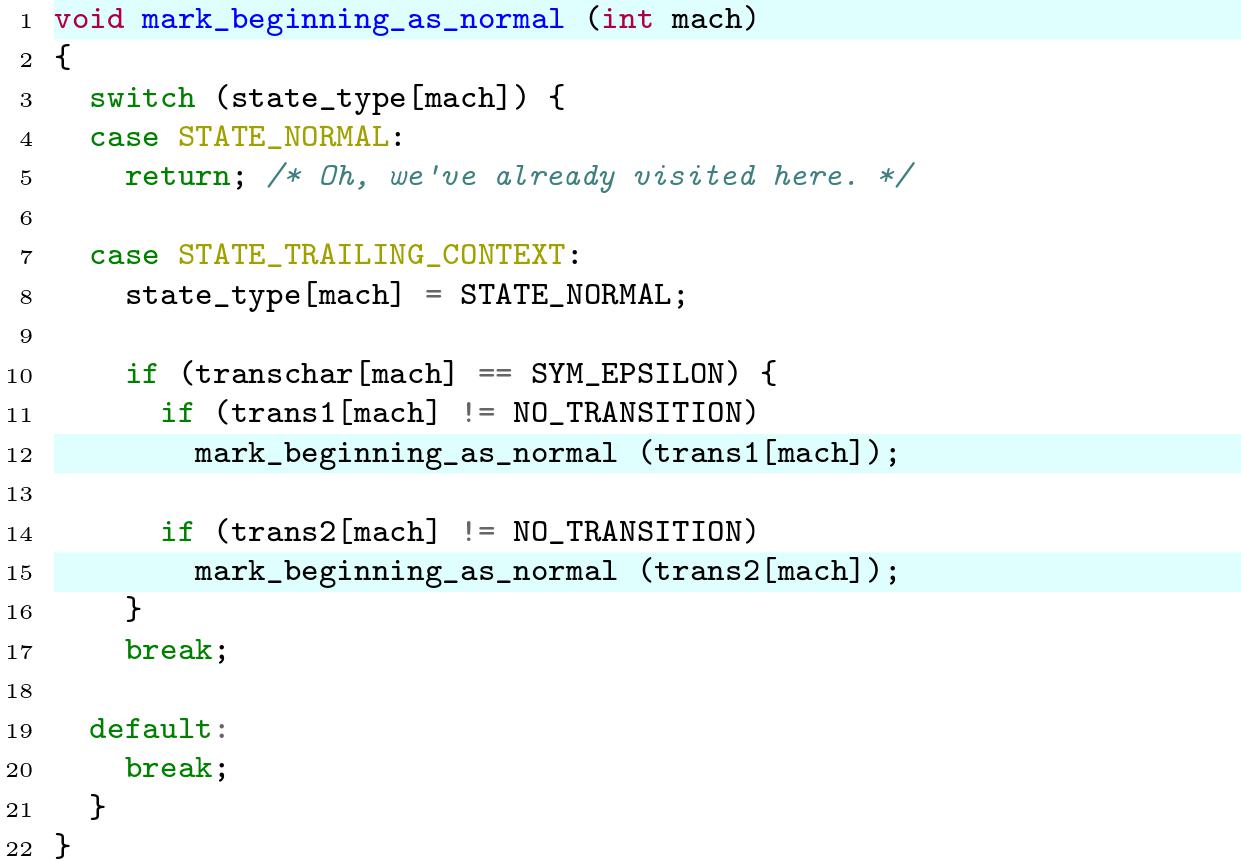 1 void mark_beginning_as_normal (int mach)
2 {
3   switch (state_type[mach]) {
4   case STATE_NORMAL:
5     return; /* Oh, we've already visited here. */
6
7   case STATE_TRAILING_CONTEXT:
8     state_type[mach] = STATE_NORMAL;
9
10     if (transchar[mach] == SYM_EPSILON) {
11       if (trans1[mach] != NO_TRANSITION)
12         mark_beginning_as_normal (trans1[mach]);
13
14       if (trans2[mach] != NO_TRANSITION)
15         mark_beginning_as_normal (trans2[mach]);
16     }
17     break;
18
19   default:
20     break;
21   }
22 }